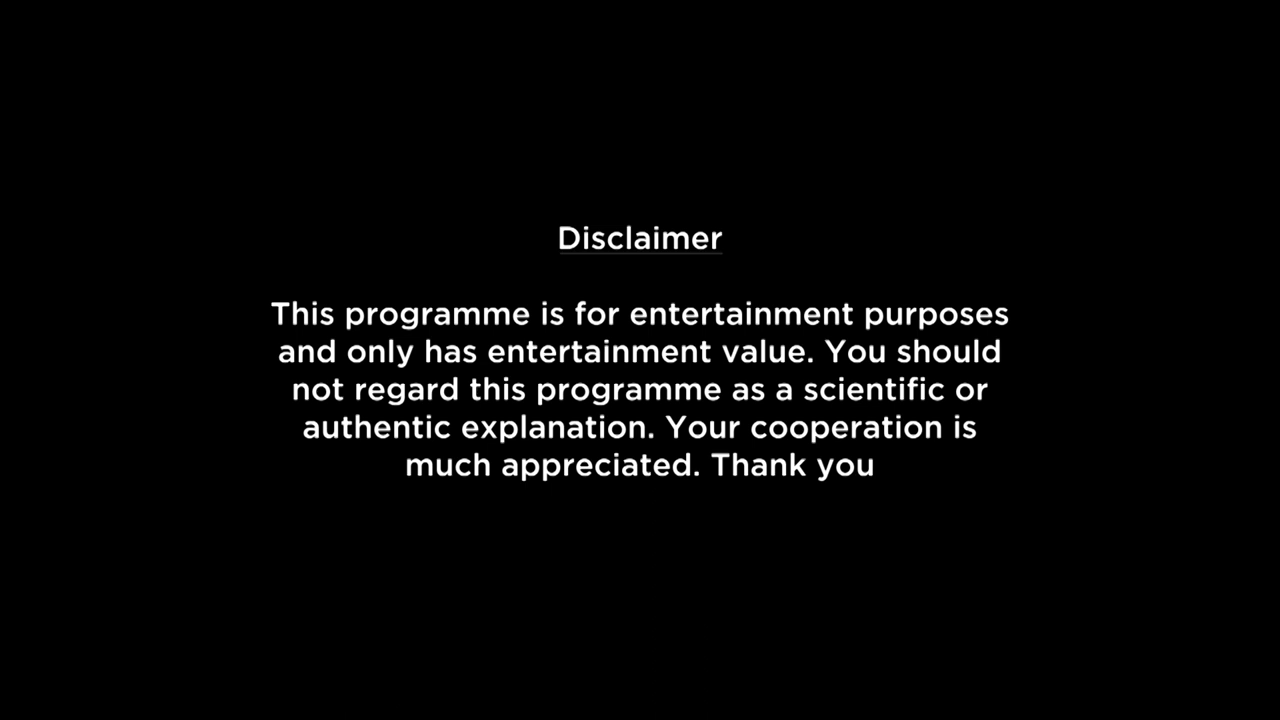 Disclaimer
This programme is for entertainment purposes
and only has entertainment value. You should
not regard this programme as a scientific or
authentic explanation. Your cooperation is
much appreciated. Thank you